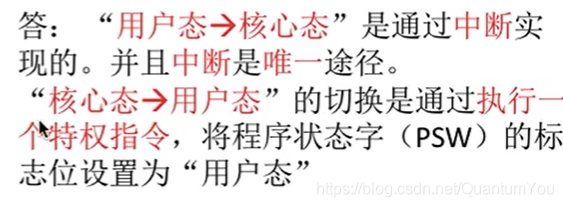 答： “用户态→核心态”是通过中断实
现的。并且中断是唯一途径。
“核心态→用户态”的切换是通过执行一
个特权指令，将程序状态字（PSW）的标
志位设置为“用户态”
https://blog.csdn.net/QuantumYou